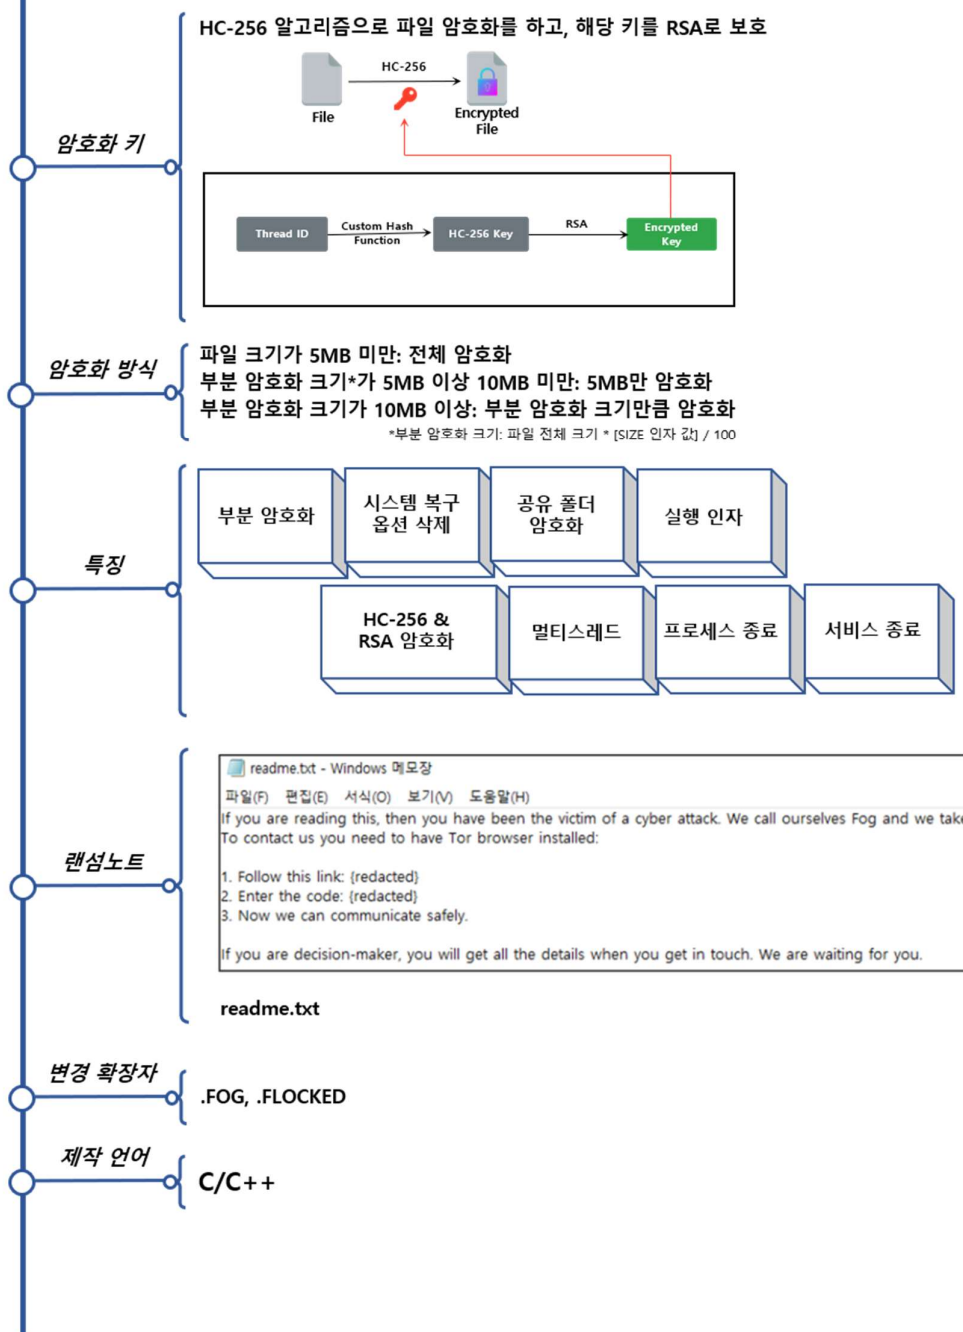 HC-256 알고리즘으로 파일 암호화를 하고, 해당 키를 RSA로 보호
HC-256
File
Encrypted
File
암호화 키
Thread ID
Custom Hash
Function
HC-256 Key
RSA
Encrypted
Key
암호화 방식
파일 크기가 5MB 미만: 전체 암호화
부분 암호화 크기*가 5MB 이상 10MB 미만: 5MB만 암호화
부분 암호화 크기가 10MB 이상: 부분 암호화 크기만큼 암호화
*부분 암호화 크기: 파일 전체 크기 * [SIZE 인자 값] / 100
특징
부분 암호화
시스템 복구
옵션 삭제
공유 폴더
암호화
실행 인자
HC-256 &
RSA 암호화
멀티스레드
프로세스 종료
서비스 종료
랜섬노트
readme.txt - Windows 메모장
파일(F) 편집(E) 서식(O) 보기(V) 도움말(H)
If you are reading this, then you have been the victim of a cyber attack. We call ourselves Fog and we take
To contact us you need to have Tor browser installed:
1. Follow this link: {redacted}
2. Enter the code: {redacted}
3. Now we can communicate safely.
If you are decision-maker, you will get all the details when you get in touch. We are waiting for you.
readme.txt
변경 확장자
.FOG, .FLOCKED
제작 언어
C/C++